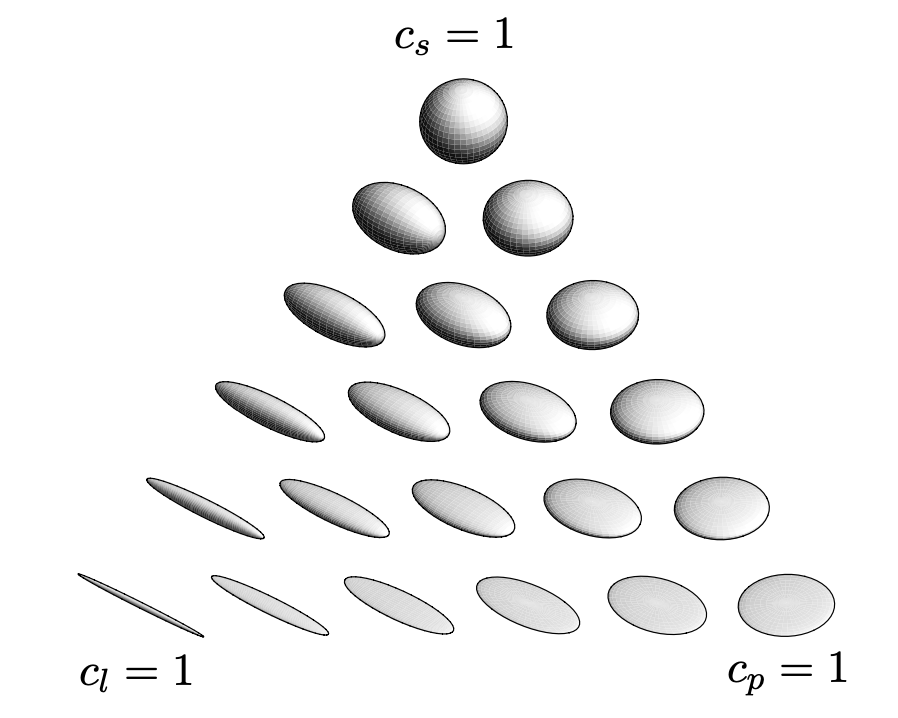 c_s = 1
c_l = 1
c_p = 1